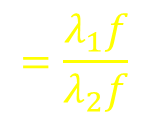 = λ₁f / λ₂f